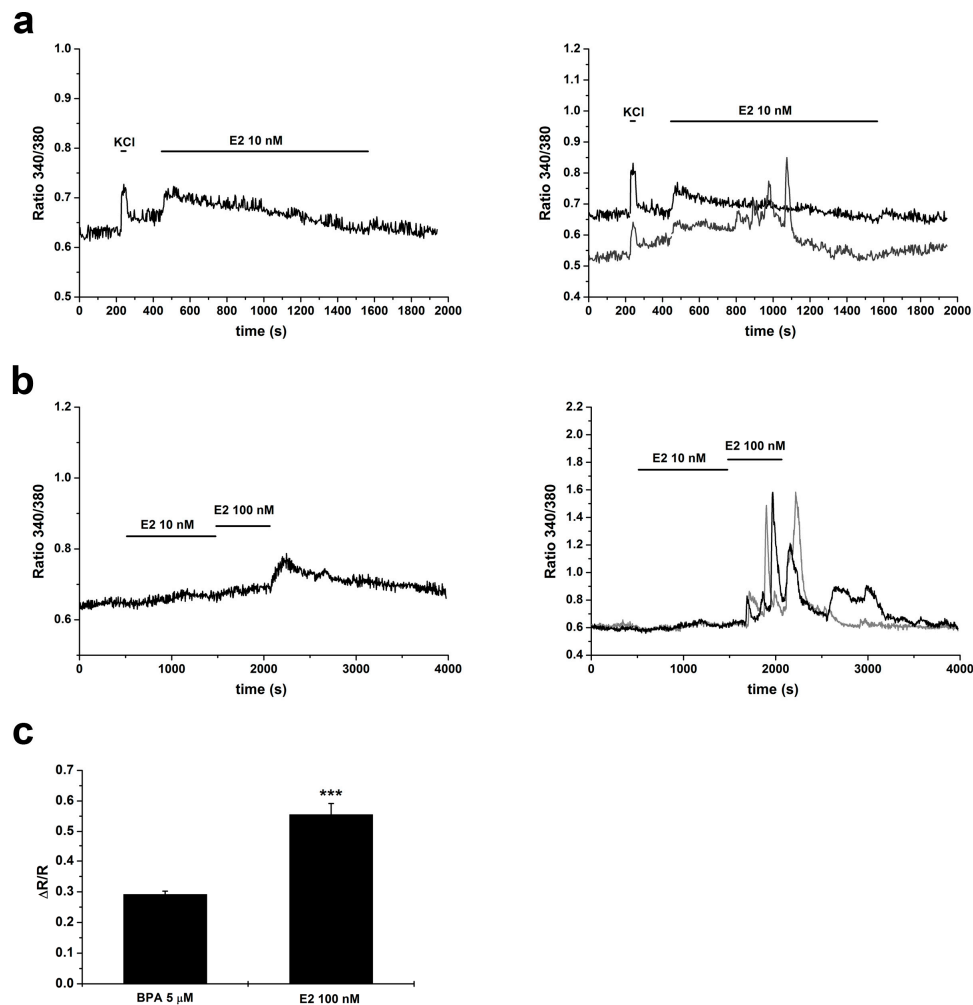 a
1.0
0.9
0.8
0.7
0.6
0.5
Ratio 340/380
KCl
E2 10 nM
0 200 400 600 800 1000 1200 1400 1600 1800 2000
time (s)
1.2
1.1
1.0
0.9
0.8
0.7
0.6
0.5
0.4
Ratio 340/380
KCl
E2 10 nM
0 200 400 600 800 1000 1200 1400 1600 1800 2000
time (s)
b
1.2
1.0
0.8
0.6
Ratio 340/380
E2 10 nM
E2 100 nM
0 1000 2000 3000 4000
time (s)
2.2
2.0
1.8
1.6
1.4
1.2
1.0
0.8
0.6
0.4
Ratio 340/380
E2 10 nM
E2 100 nM
0 1000 2000 3000 4000
time (s)
c
0.7
0.6
0.5
0.4
0.3
0.2
0.1
0.0
ΔR/R
***
BPA 5 μM E2 100 nM